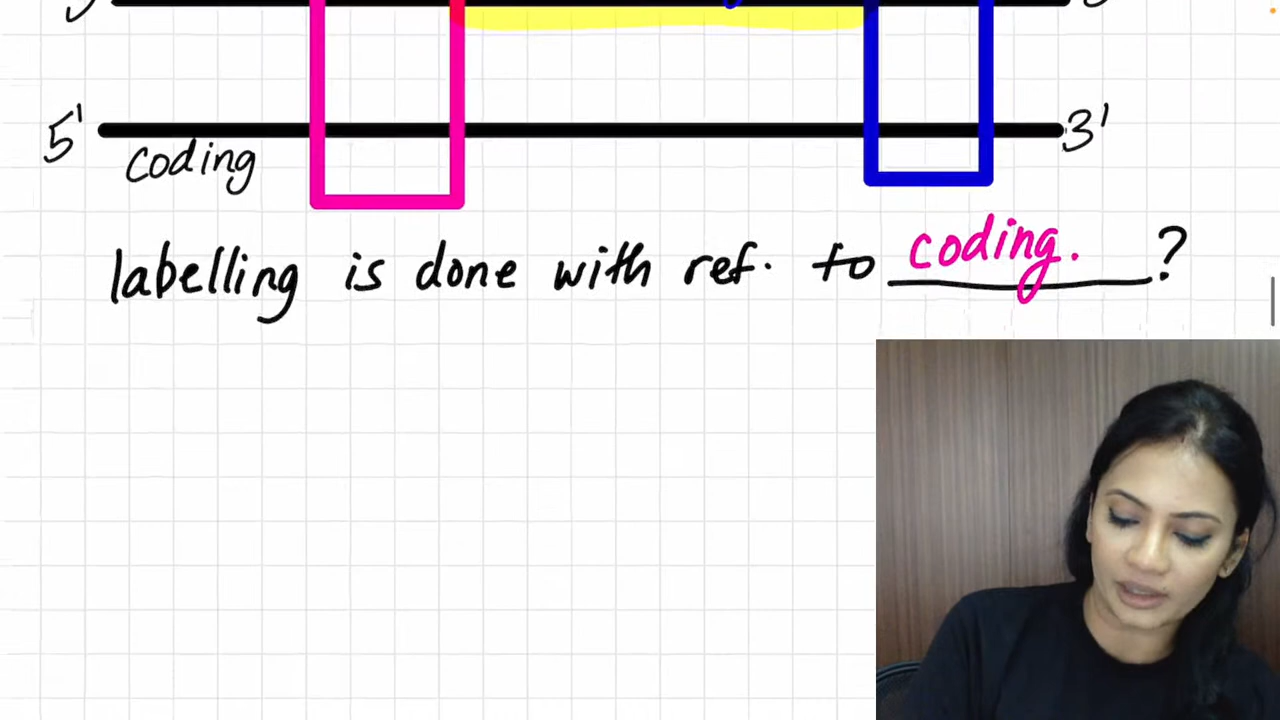 5' 3'
coding
labelling is done with ref. to coding. ?